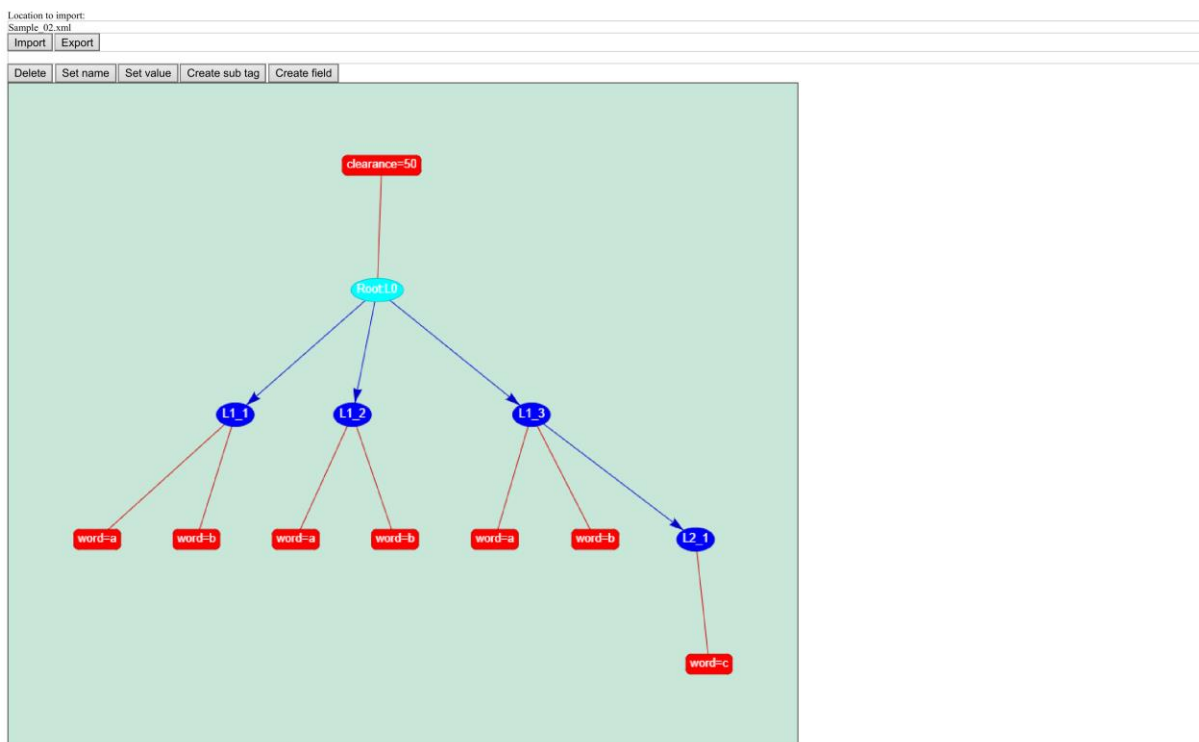 Location to import:
Sample_02.xml
Import Export
Delete Set name Set value Create sub tag Create field
clearance=50
Root:L0
L1_1 L1_2 L1_3
word=a word=b word=a word=b word=a word=b L2_1
word=c